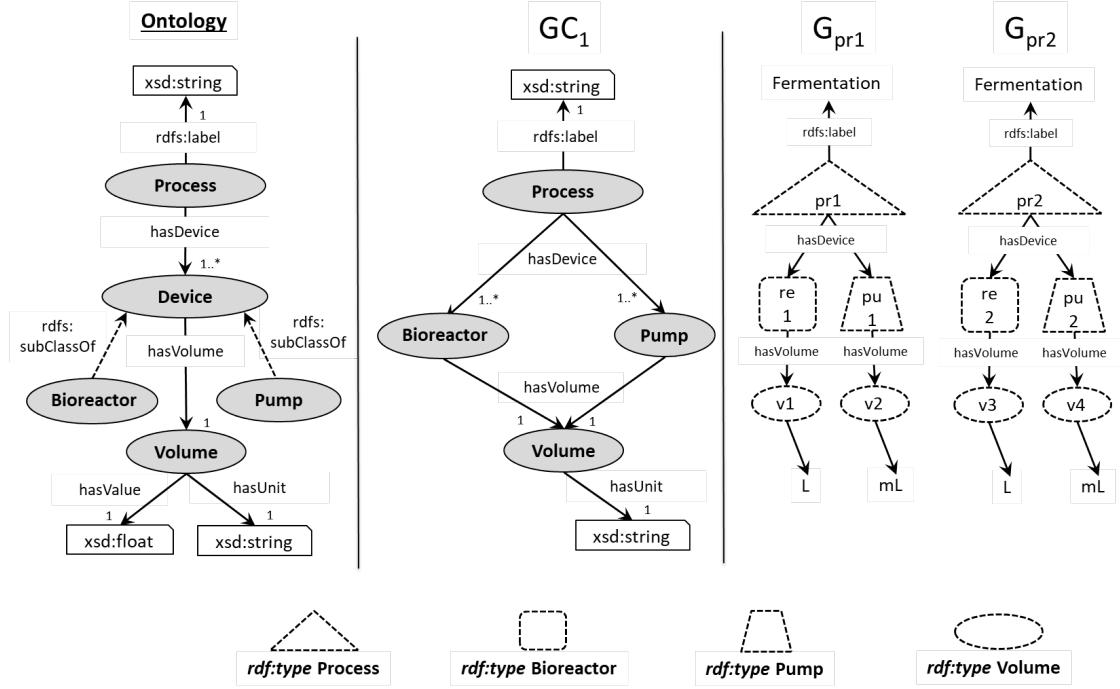 Ontology
xsd:string
1
rdfs:label
Process
hasDevice
1..*
Device
rdfs:
subClassOf
hasVolume
rdfs:
subClassOf
Bioreactor
Pump
1
Volume
hasValue
hasUnit
1
1
xsd:float
xsd:string
GC1
xsd:string
1
rdfs:label
Process
hasDevice
1..*
1..*
Bioreactor
Pump
hasVolume
1
1
Volume
hasUnit
1
xsd:string
Gpr1
Fermentation
rdfs:label
pr1
hasDevice
re
1
pu
1
hasVolume
hasVolume
v1
v2
L
mL
Gpr2
Fermentation
rdfs:label
pr2
hasDevice
re
2
pu
2
hasVolume
hasVolume
v3
v4
L
mL
rdf:type Process
rdf:type Bioreactor
rdf:type Pump
rdf:type Volume